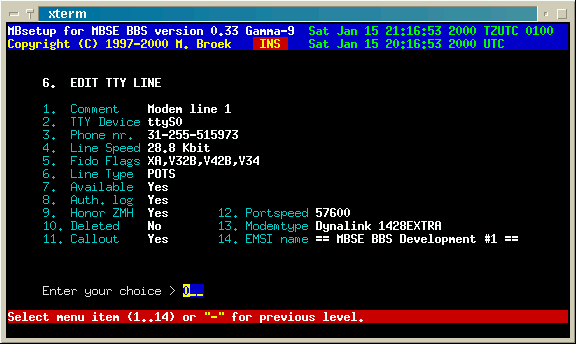 xterm
MBsetup for MBSE BBS version 0.33 Gamma-9 Sat Jan 15 21:16:53 2000 TZUTC 0100
Copyright (C) 1997-2000 M. Broek INS Sat Jan 15 20:16:53 2000 UTC
6. EDIT TTY LINE
1. Comment Modem line 1
2. TTY Device ttyS0
3. Phone nr. 31-255-515973
4. Line Speed 28.8 Kbit
5. Fido Flags XA,V32B,V42B,V34
6. Line Type POTS
7. Available Yes
8. Auth. log Yes
9. Honor ZMH Yes 12. Portspeed 57600
10. Deleted No 13. Modemtype Dynalink 1428EXTRA
11. Callout Yes 14. EMSI name == MBSE BBS Development #1 ==
Enter your choice > 0__
Select menu item (1..14) or "-" for previous level.